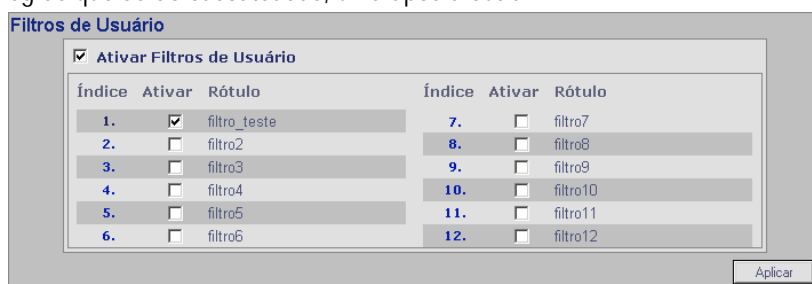 Filtros de Usuário
Ativar Filtros de Usuário
Índice Ativar Rótulo
1. filtro_teste
2. filtro2
3. filtro3
4. filtro4
5. filtro5
6. filtro6
Índice Ativar Rótulo
7. filtro7
8. filtro8
9. filtro9
10. filtro10
11. filtro11
12. filtro12
Aplicar